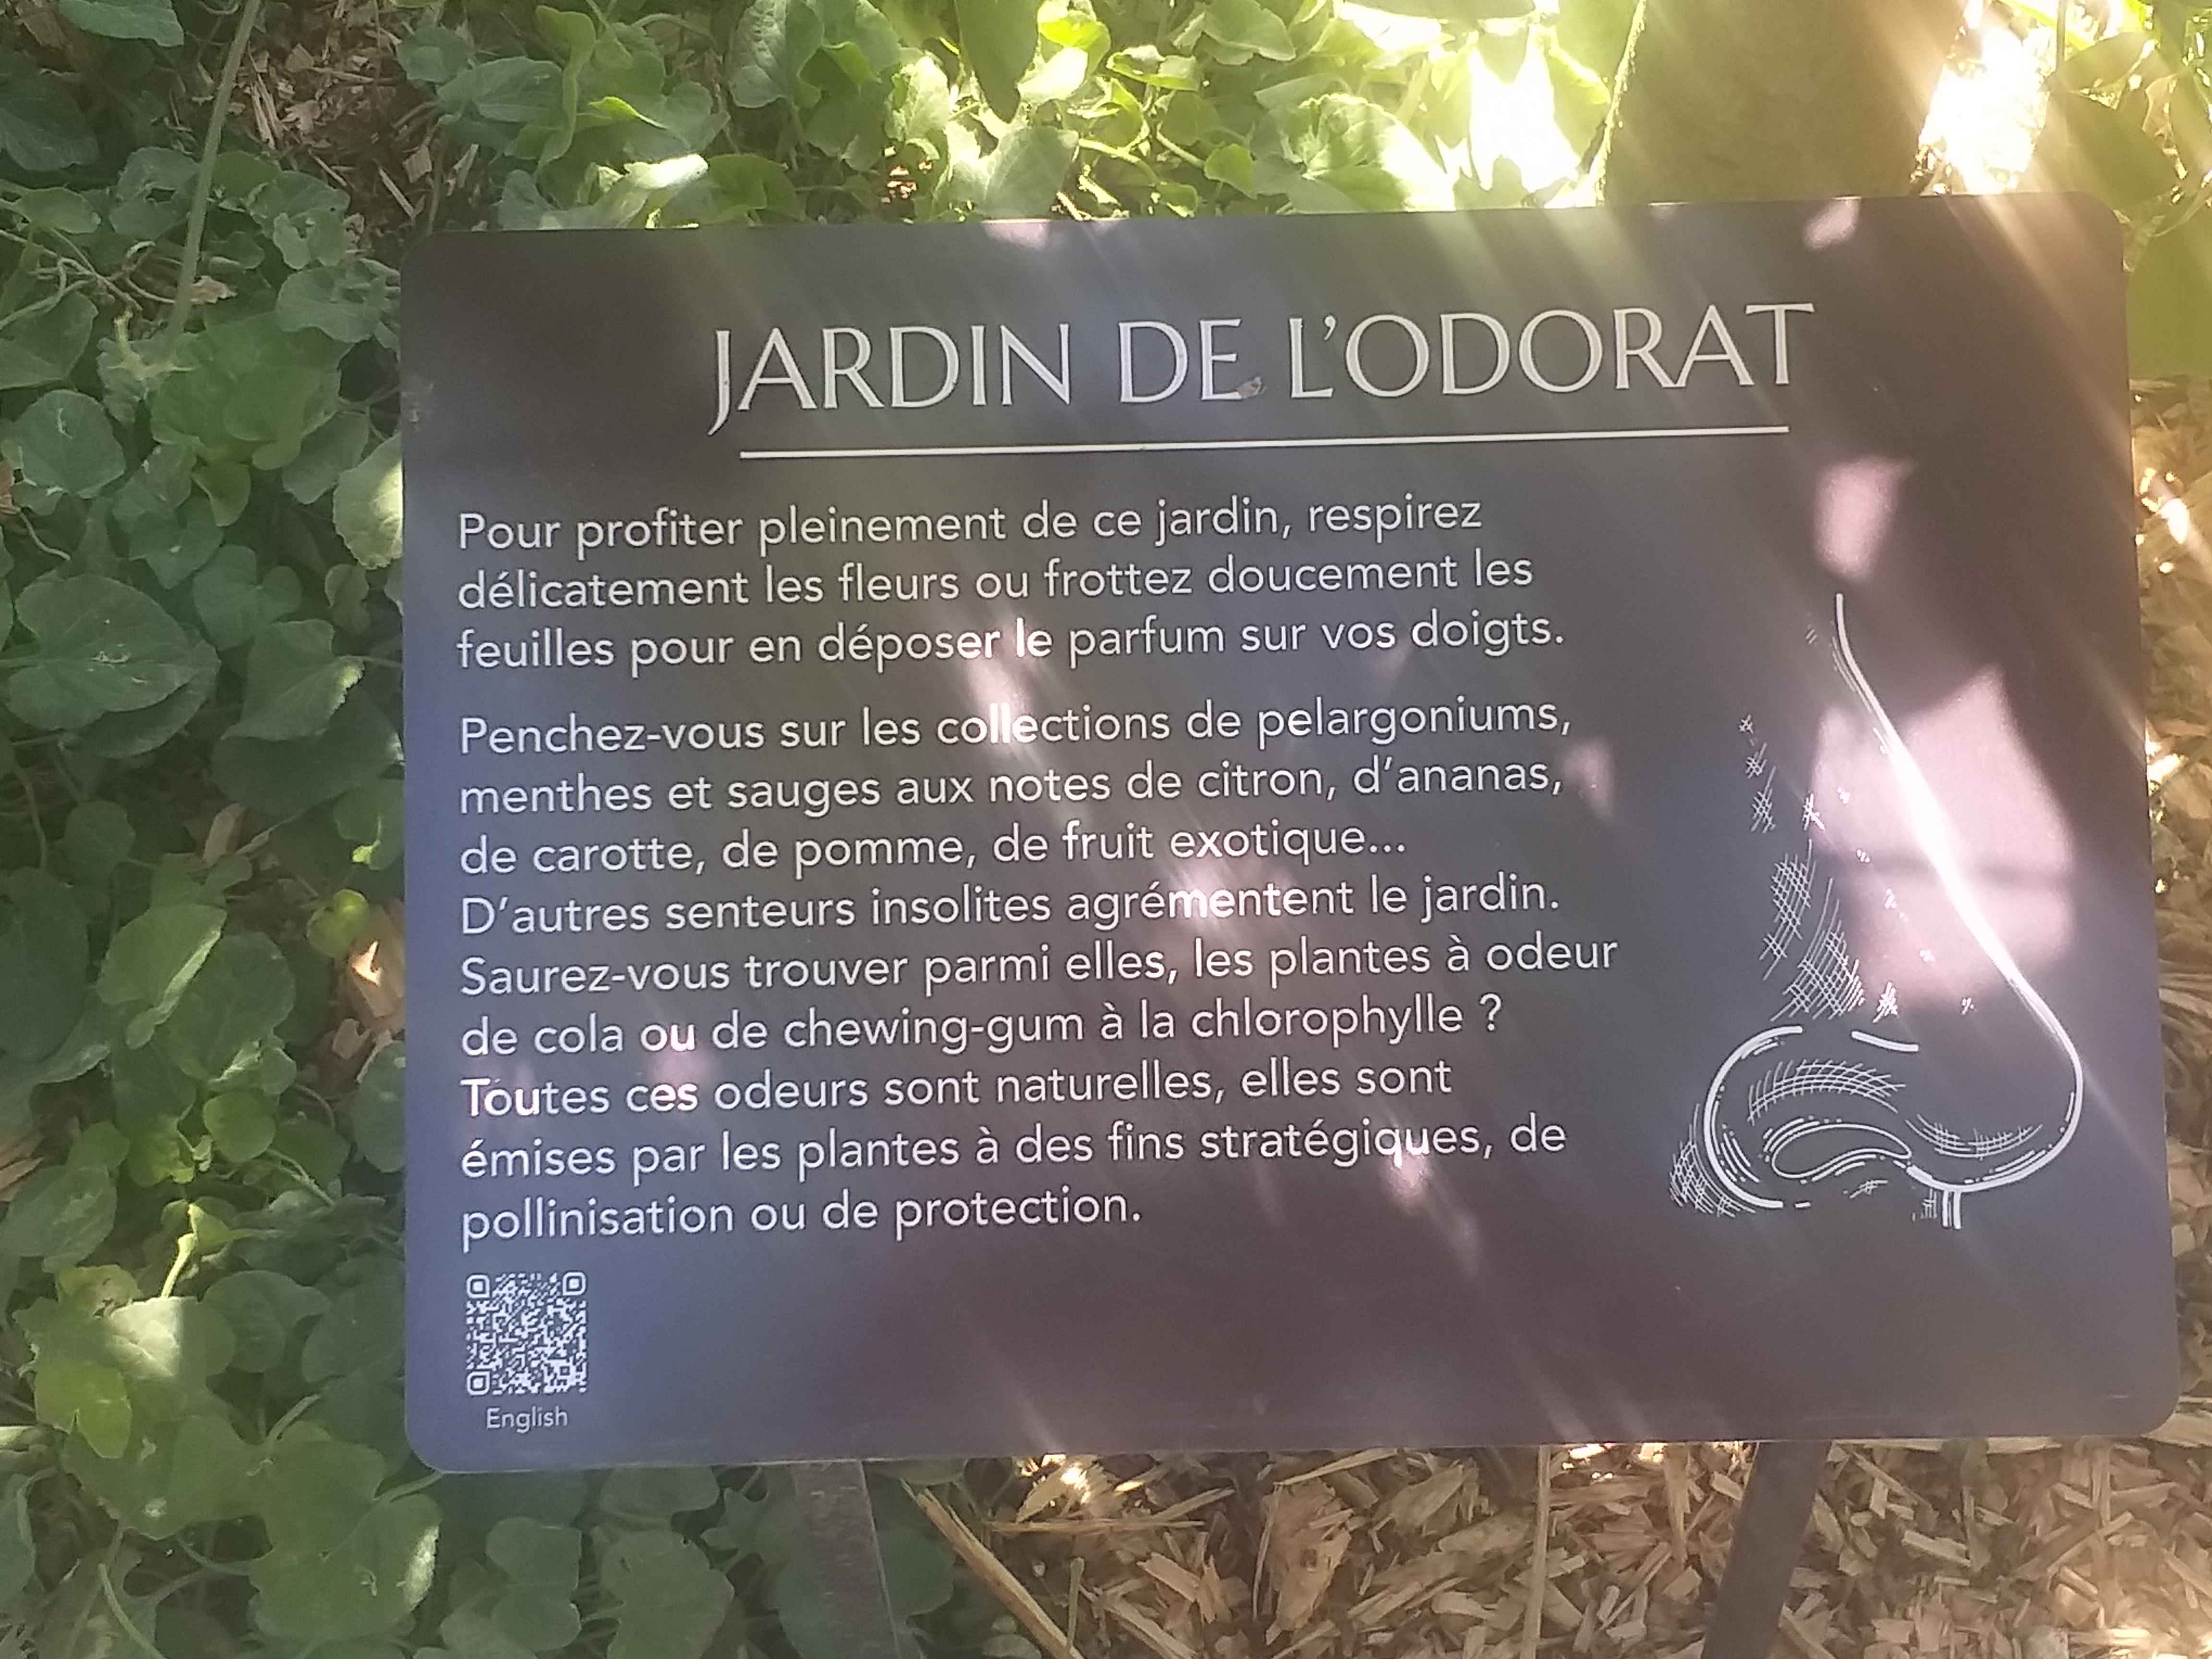 JARDIN DE L'ODORAT
Pour profiter pleinement de ce jardin, respirez
délicatement les fleurs ou frottez doucement les
feuilles pour en déposer le parfum sur vos doigts.
Penchez-vous sur les collections de pelargoniums,
menthes et sauges aux notes de citron, d'ananas,
de carotte, de pomme, de fruit exotique...
D'autres senteurs insolites agrémentent le jardin.
Saurez-vous trouver parmi elles, les plantes à odeur
de cola ou de chewing-gum à la chlorophylle ?
Toutes ces odeurs sont naturelles, elles sont
émises par les plantes à des fins stratégiques, de
pollinisation ou de protection.
English